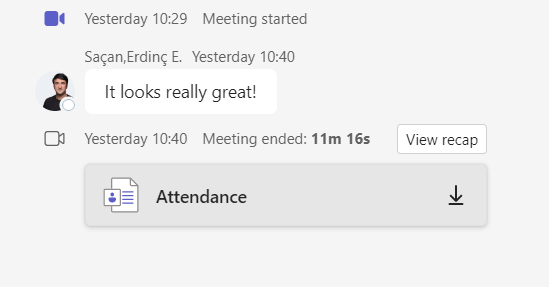 Yesterday 10:29 Meeting started
Saçan,Erdinç E. Yesterday 10:40
It looks really great!
Yesterday 10:40 Meeting ended: 11m 16s View recap
Attendance